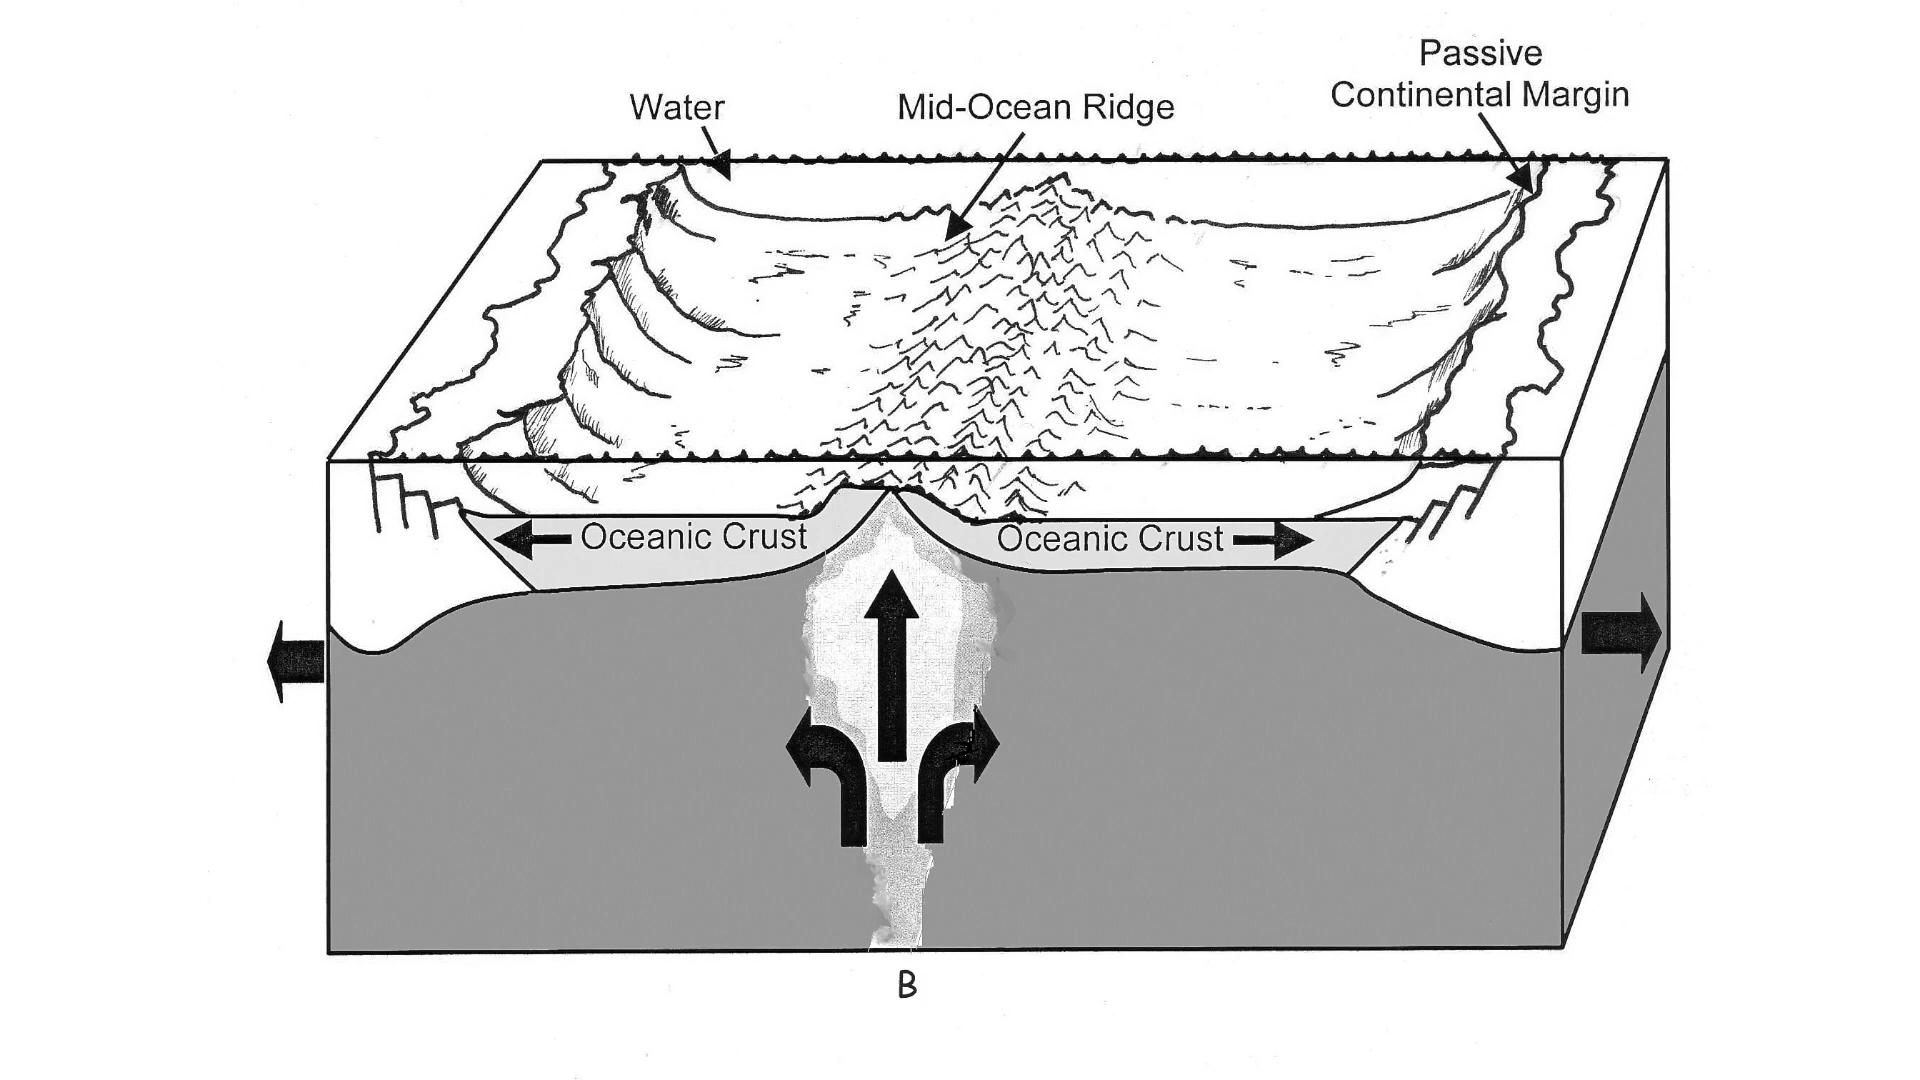 Passive
Continental Margin
Water
Mid-Ocean Ridge
Oceanic Crust
Oceanic Crust
B